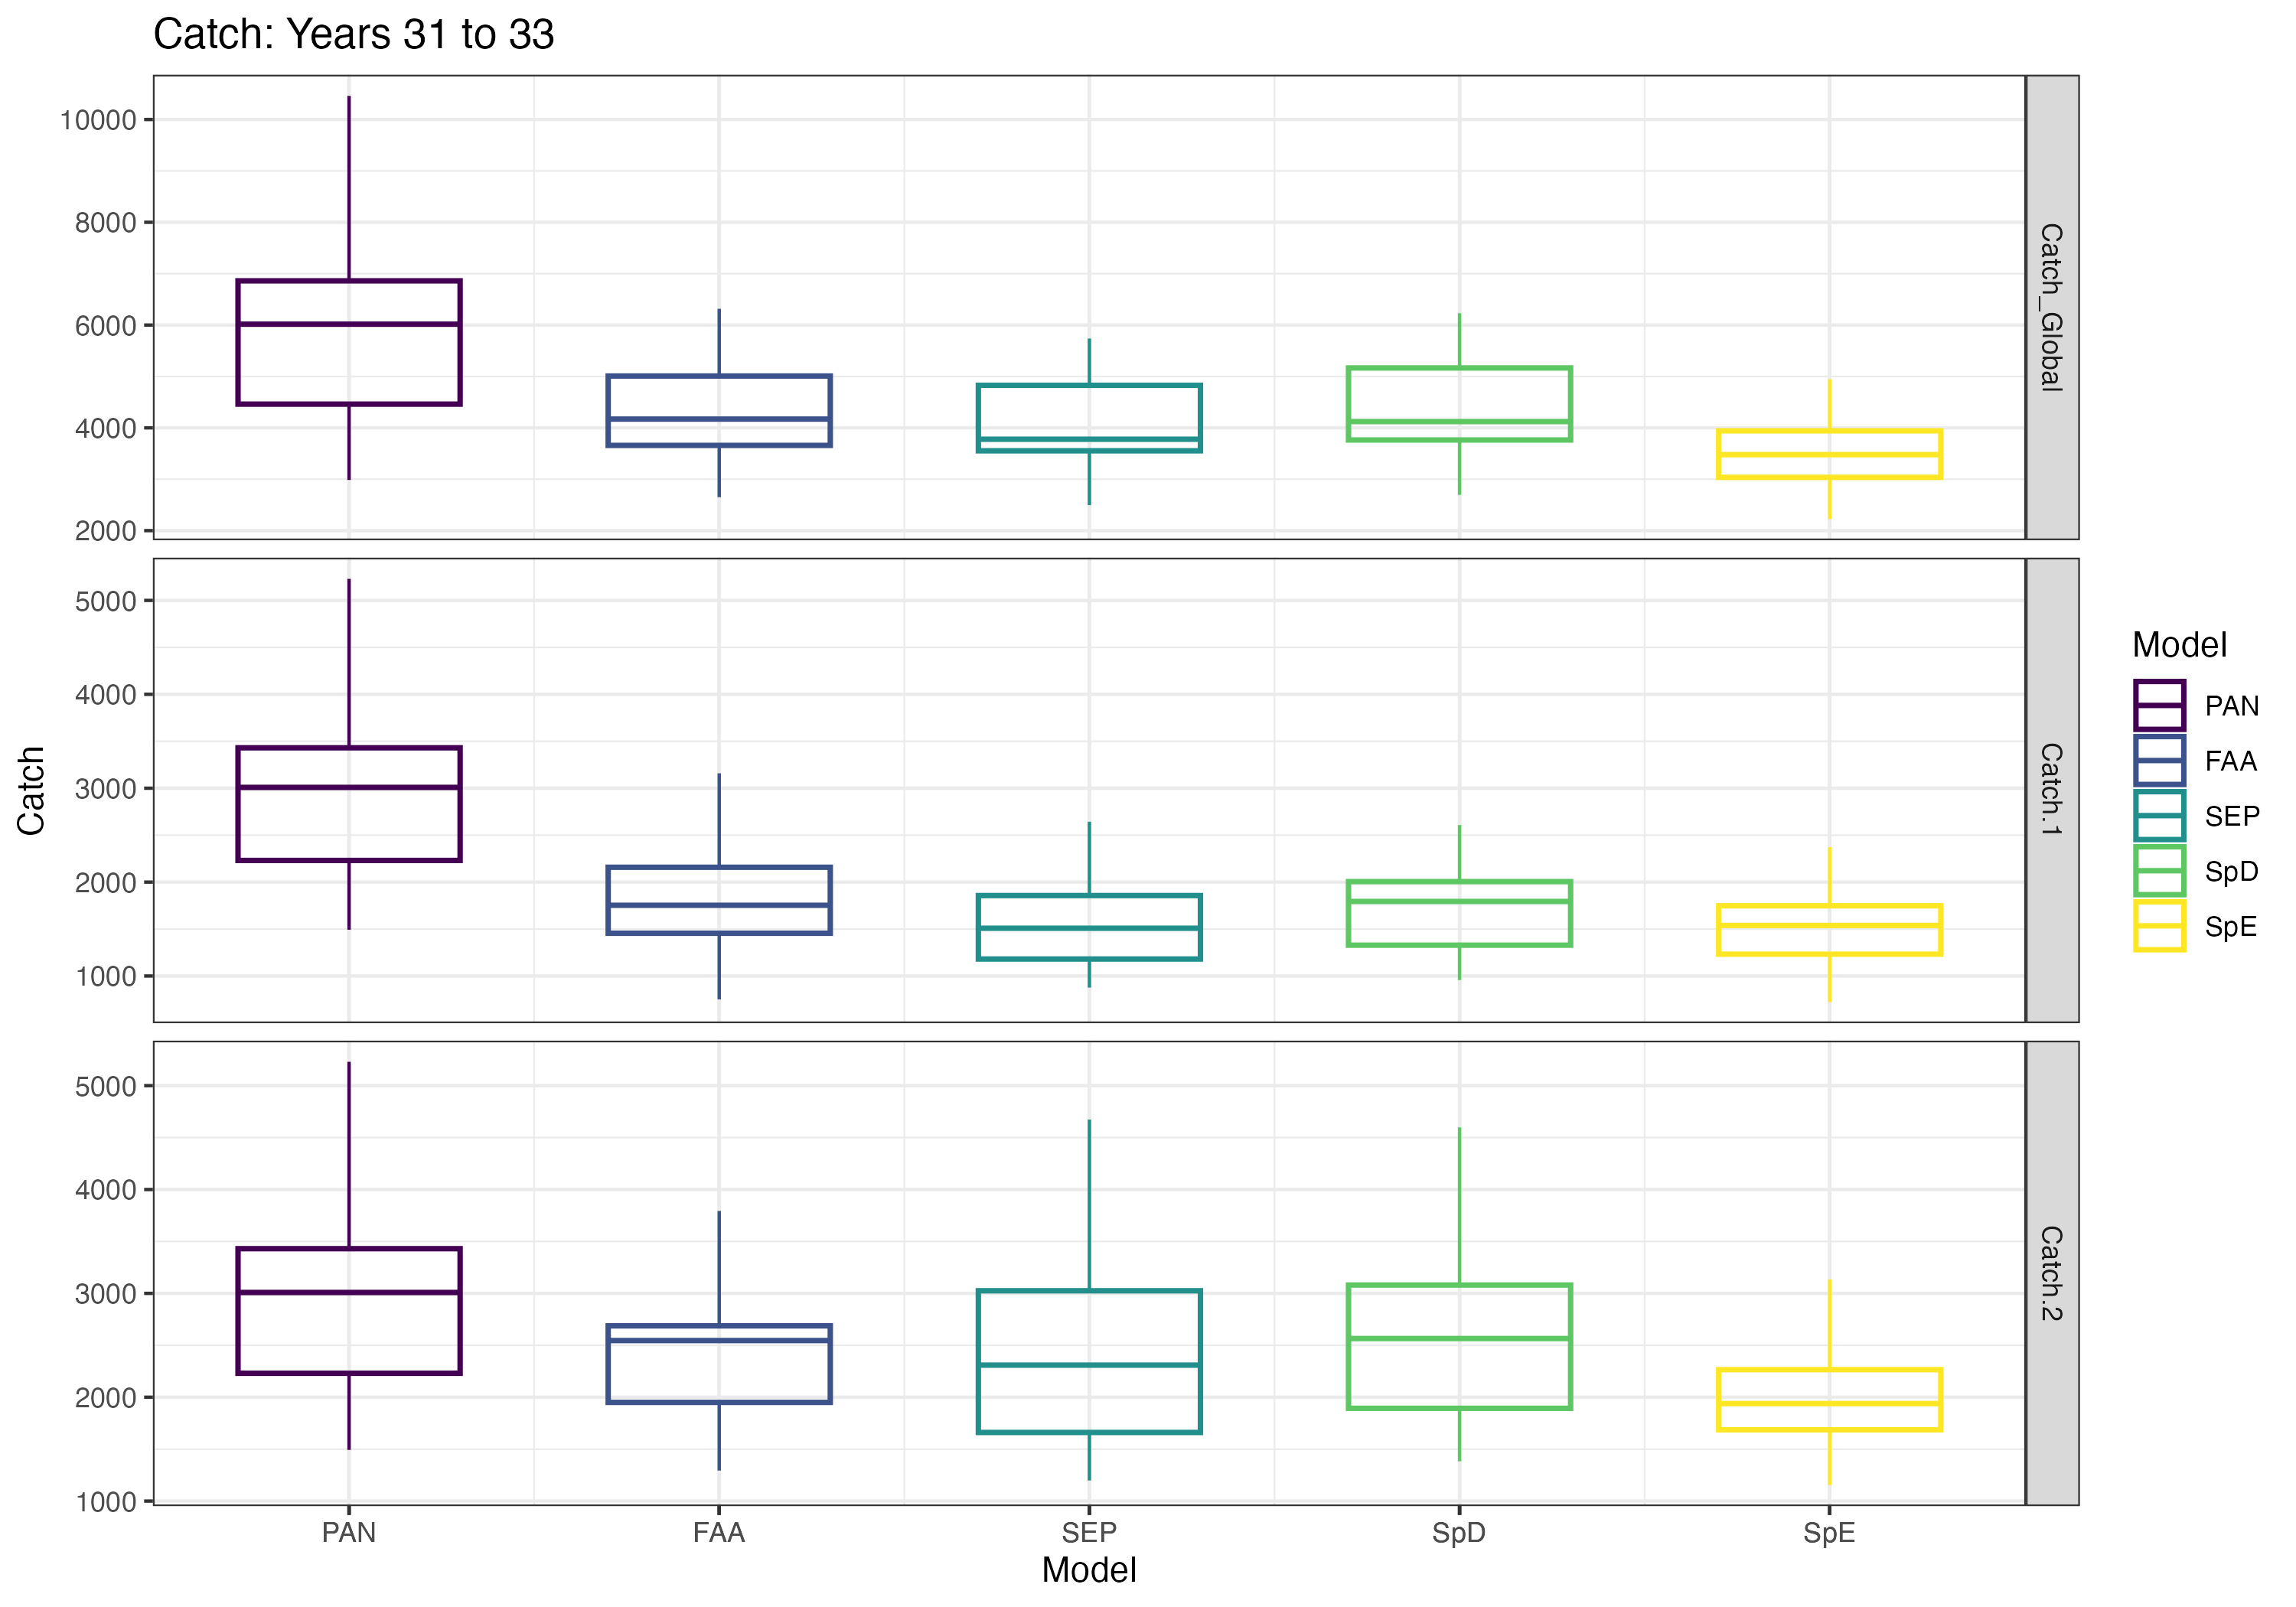 Catch: Years 31 to 33
10000
8000
6000
4000
2000
Catch_Global
5000
4000
3000
2000
1000
Catch.1
5000
4000
3000
2000
1000
Catch.2
Catch
PAN FAA SEP SpD SpE
Model
Model
PAN
FAA
SEP
SpD
SpE